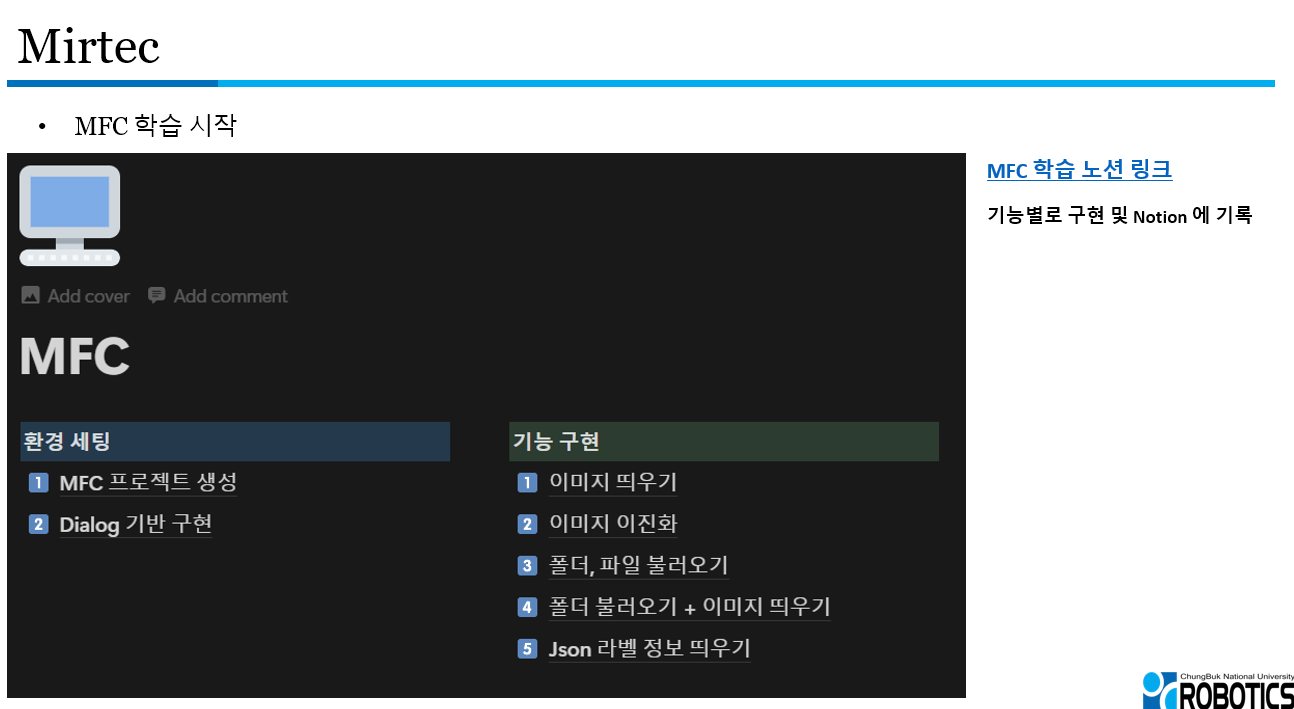 Mirtec
• MFC 학습 시작
MFC 학습 노션 링크
기능별로 구현 및 Notion 에 기록
Add cover Add comment
MFC
환경 세팅
1 MFC 프로젝트 생성
2 Dialog 기반 구현
기능 구현
1 이미지 띄우기
2 이미지 이진화
3 폴더, 파일 불러오기
4 폴더 불러오기 + 이미지 띄우기
5 Json 라벨 정보 띄우기
ChungBuk National University
ROBOTICS